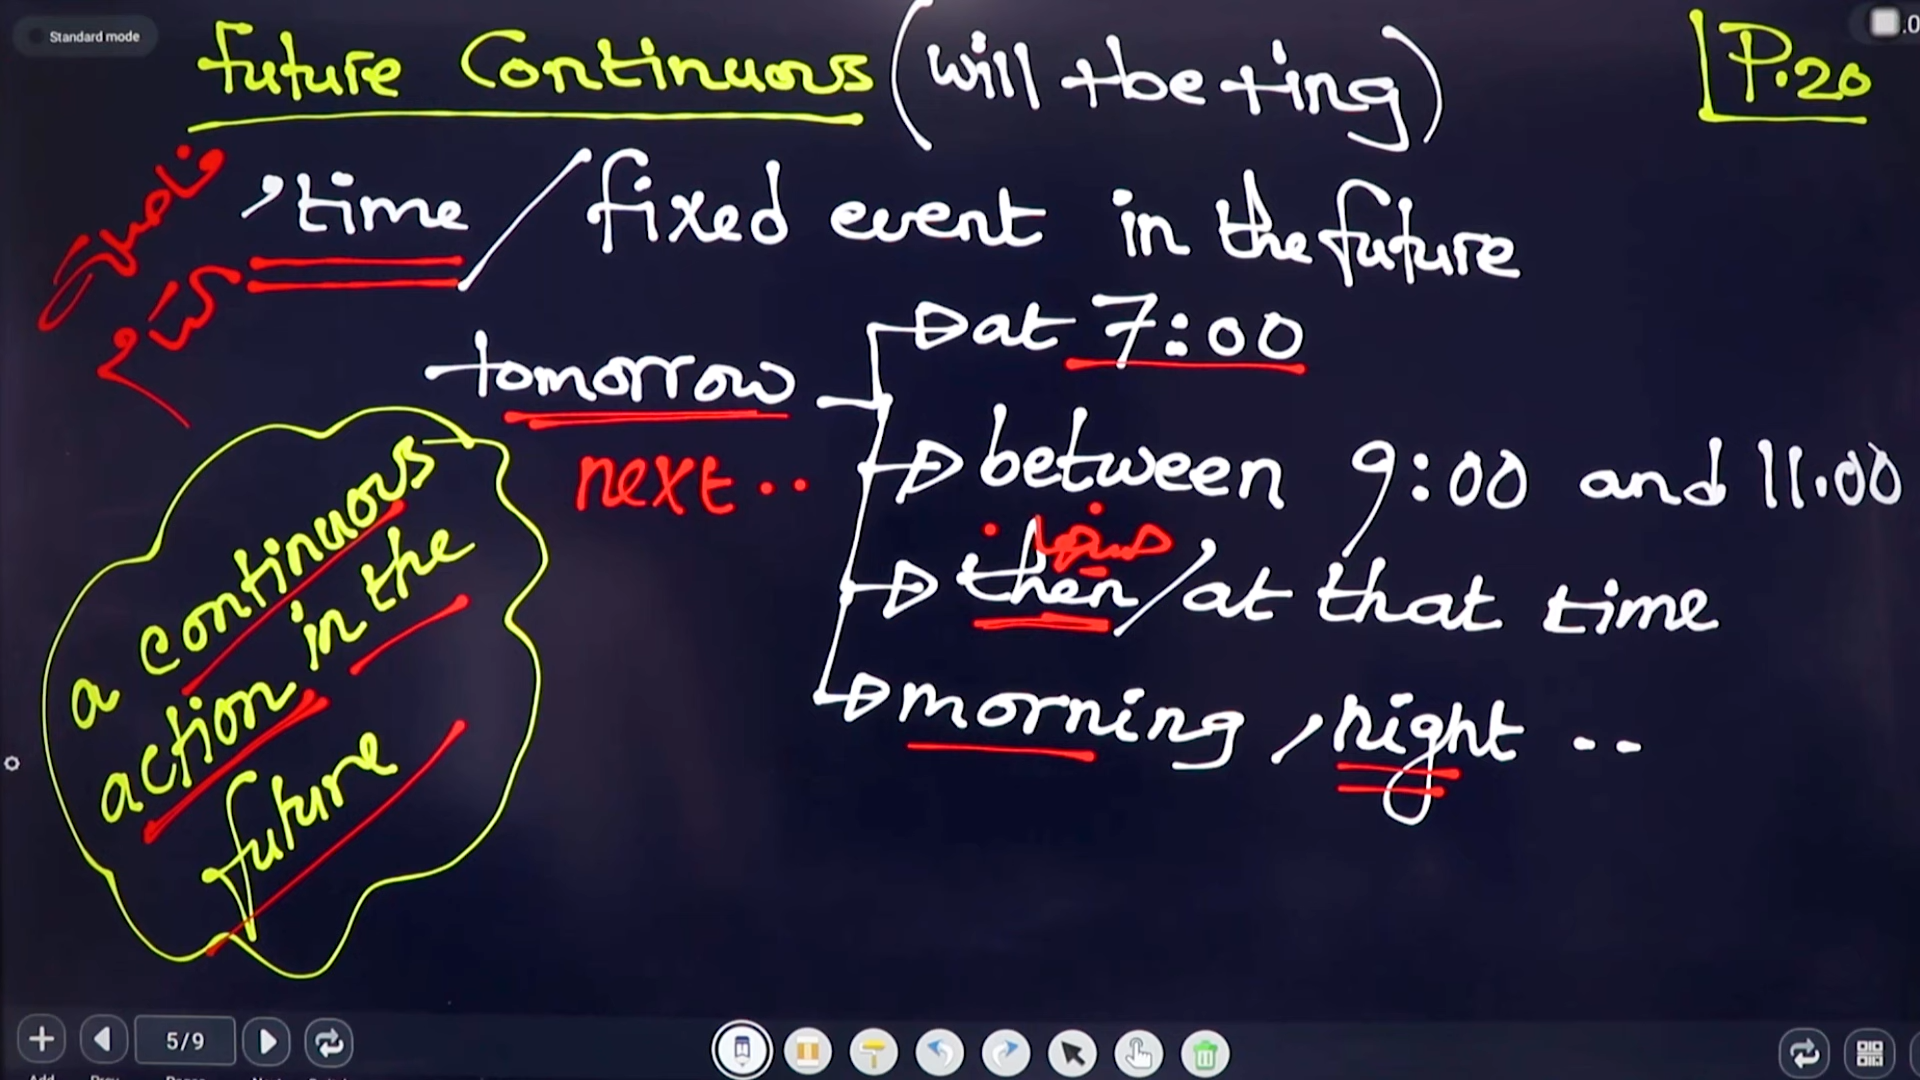 Standard mode
future Continuous (will +be +ing)
P.20
, time / fixed event in the future
tomorrow
next ..
at 7:00
between 9:00 and 11.00
then / at that time
morning , night --
a continuous
action in the
future
5/9
Add